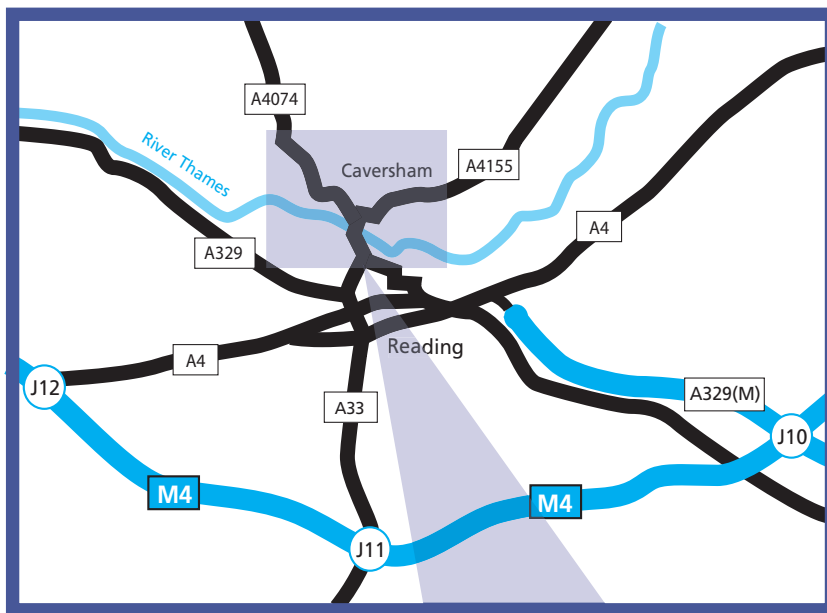 A4074
River Thames
Caversham
A4155
A329
A4
Reading
A4
J12
A33
A329(M)
J10
M4
M4
J11